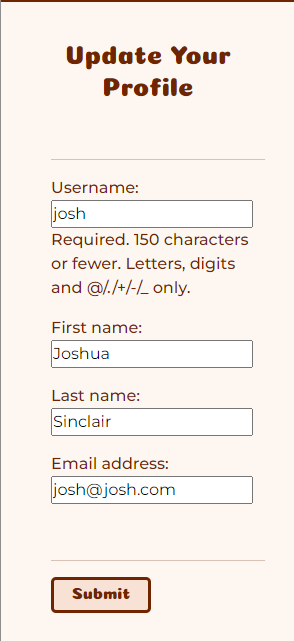 Update Your
Profile
Username:
josh
Required. 150 characters
or fewer. Letters, digits
and @/./+/-/_ only.
First name:
Joshua
Last name:
Sinclair
Email address:
josh@josh.com
Submit